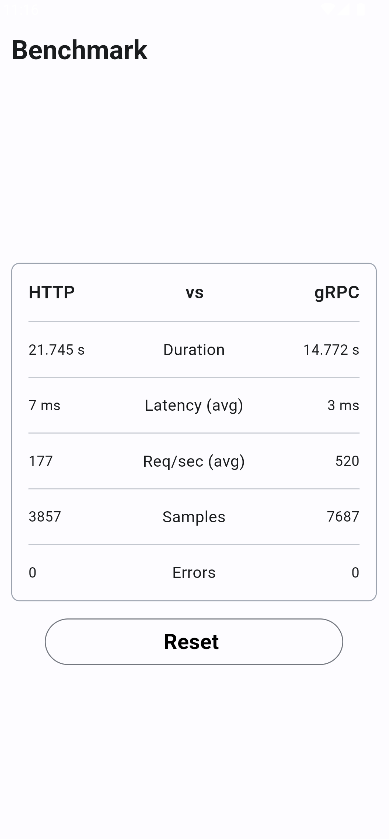 Benchmark
HTTP vs gRPC
21.745 s Duration 14.772 s
7 ms Latency (avg) 3 ms
177 Req/sec (avg) 520
3857 Samples 7687
0 Errors 0
Reset